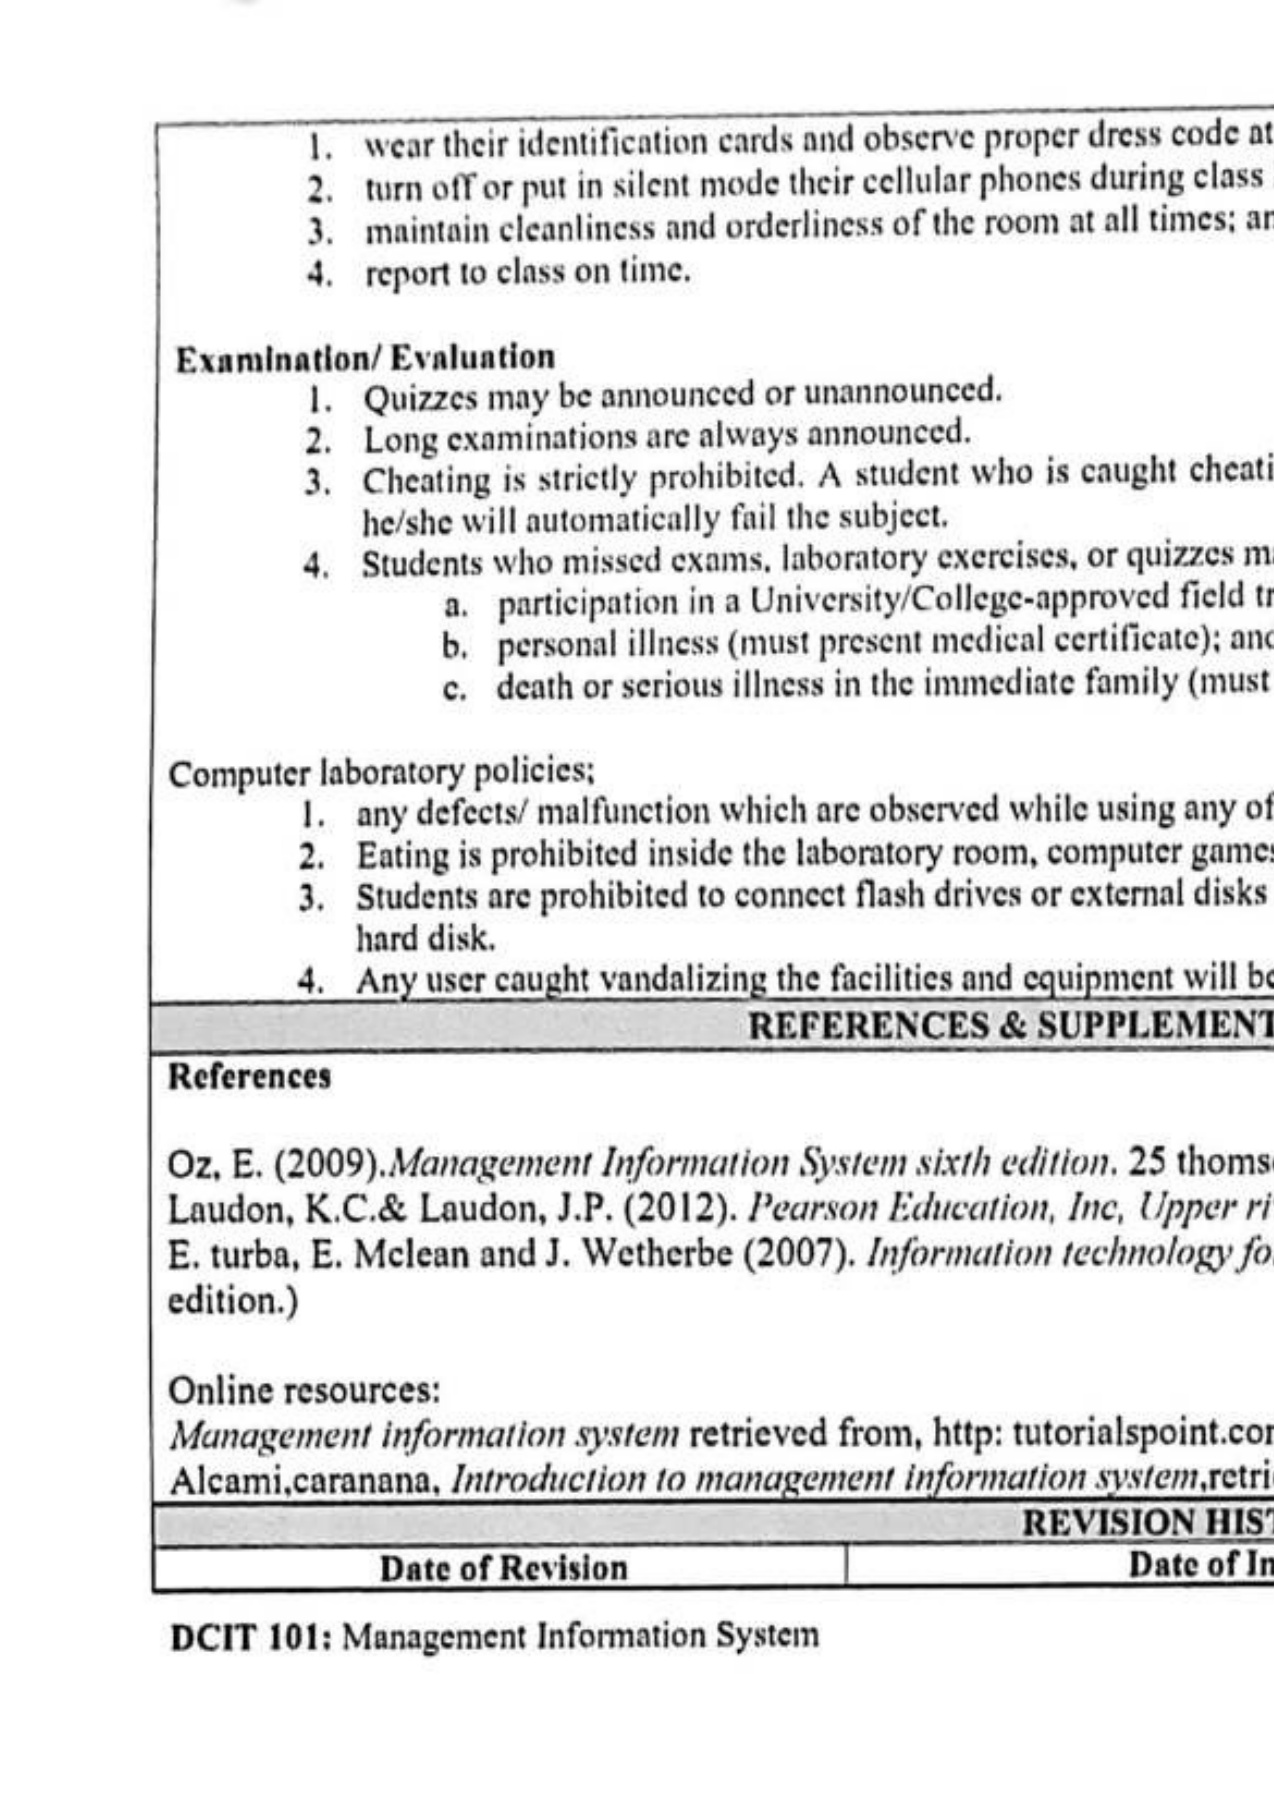 1. wear their identification cards and observe proper dress code at
2. turn off or put in silent mode their cellular phones during class
3. maintain cleanliness and orderliness of the room at all times;
4. report to class on time.
Examination/ Evaluation
1. Quizzes may be announced or unannounced.
2. Long examinations are always announced.
3. Cheating is strictly prohibited. A student who is caught cheati
he/she will automatically fail the subject.
4. Students who missed exams, laboratory exercises, or quizzes
a. participation in a University/College-approved field tr
b. personal illness (must present medical certificate);
c. death or serious illness in the immediate family (must
Computer laboratory policies;
1. any defects/ malfunction which are observed while using any of
2. Eating is prohibited inside the laboratory room, computer games
3. Students are prohibited to connect flash drives or external disks
hard disk.
4. Any user caught vandalizing the facilities and equipment will be
REFERENCES & SUPPLEMENT
References
Oz, E. (2009).Management Information System sixth edition. 25 thoms
Laudon, K.C.& Laudon, J.P. (2012). Pearson Education, Inc, Upper ri
E. turba, E. Mclean and J. Wetherbe (2007). Information technology fo
edition.)
Online resources:
Management information system retrieved from, http: tutorialspoint.co
Alcami,caranana, Introduction to management information system,retri
REVISION HIS
Date of Revision
Date of In
DCIT 101: Management Information System